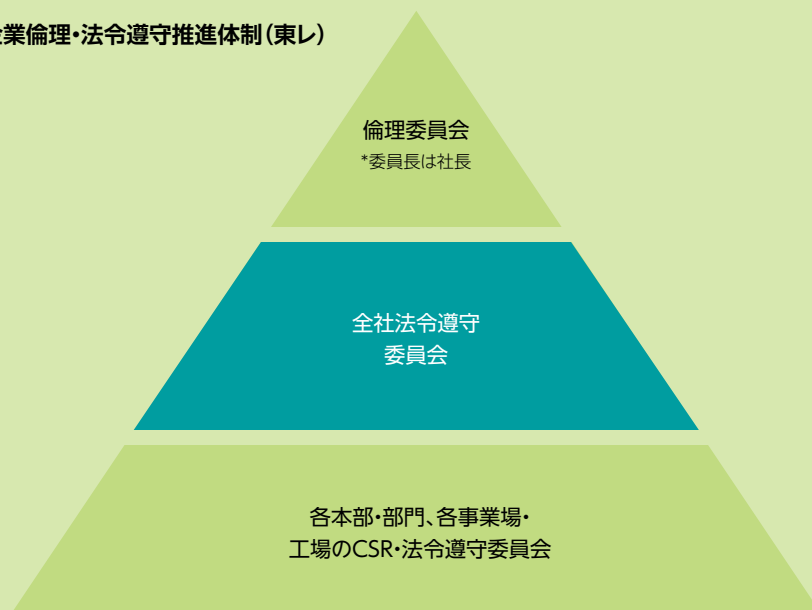 業倫理・法令遵守推進体制（東レ）
倫理委員会
*委員長は社長
全社法令遵守
委員会
各本部・部門、各事業場・
工場のCSR・法令遵守委員会